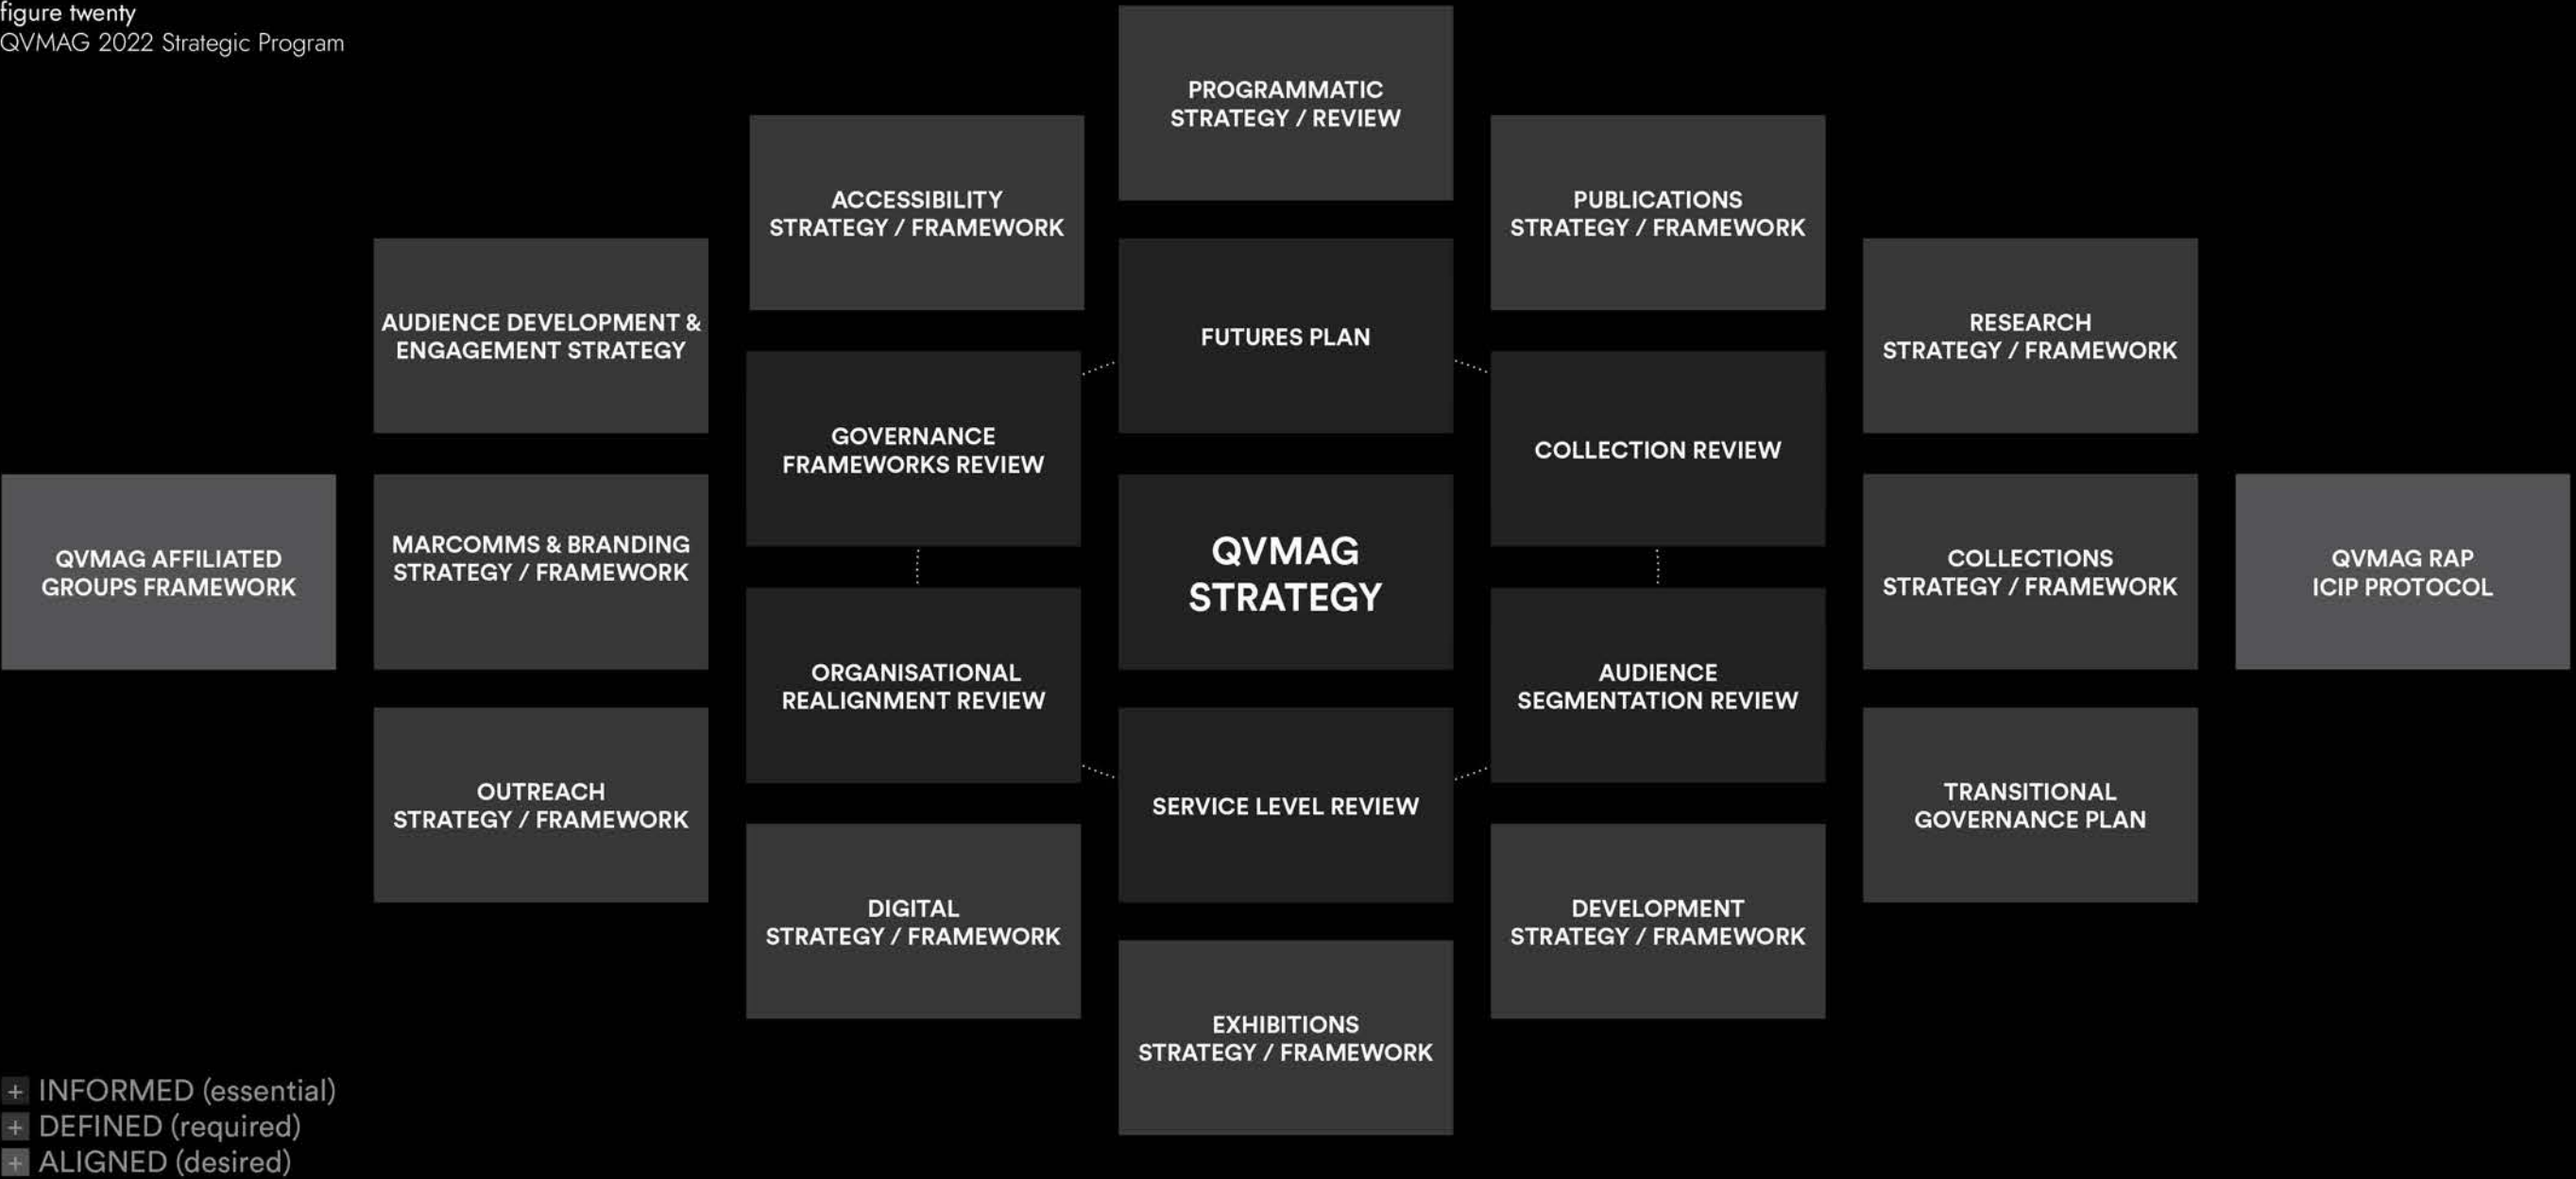 figure twenty
QVMAG 2022 Strategic Program
PROGRAMMATIC
STRATEGY / REVIEW
ACCESSIBILITY
STRATEGY / FRAMEWORK
PUBLICATIONS
STRATEGY / FRAMEWORK
AUDIENCE DEVELOPMENT &
ENGAGEMENT STRATEGY
FUTURES PLAN
RESEARCH
STRATEGY / FRAMEWORK
GOVERNANCE
FRAMEWORKS REVIEW
COLLECTION REVIEW
QVMAG AFFILIATED
GROUPS FRAMEWORK
MARCOMMS & BRANDING
STRATEGY / FRAMEWORK
QVMAG
STRATEGY
COLLECTIONS
STRATEGY / FRAMEWORK
QVMAG RAP
ICIP PROTOCOL
ORGANISATIONAL
REALIGNMENT REVIEW
AUDIENCE
SEGMENTATION REVIEW
OUTREACH
STRATEGY / FRAMEWORK
SERVICE LEVEL REVIEW
TRANSITIONAL
GOVERNANCE PLAN
DIGITAL
STRATEGY / FRAMEWORK
DEVELOPMENT
STRATEGY / FRAMEWORK
EXHIBITIONS
STRATEGY / FRAMEWORK
+ INFORMED (essential)
+ DEFINED (required)
+ ALIGNED (desired)